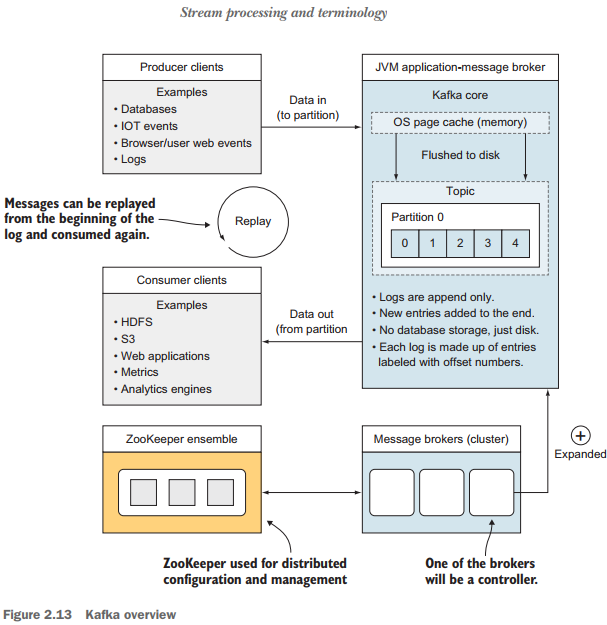 Stream processing and terminology
Producer clients
Examples
• Databases
• IOT events
• Browser/user web events
• Logs
Data in
(to partition)
JVM application-message broker
Kafka core
OS page cache (memory)
Flushed to disk
Topic
Partition 0
0 1 2 3 4
• Logs are append only.
• New entries added to the end.
• No database storage, just disk.
• Each log is made up of entries
labeled with offset numbers.
Messages can be replayed
from the beginning of the
log and consumed again.
Replay
Consumer clients
Examples
• HDFS
• S3
• Web applications
• Metrics
• Analytics engines
Data out
(from partition
ZooKeeper ensemble
Message brokers (cluster)
+
Expanded
ZooKeeper used for distributed
configuration and management
One of the brokers
will be a controller.
Figure 2.13 Kafka overview